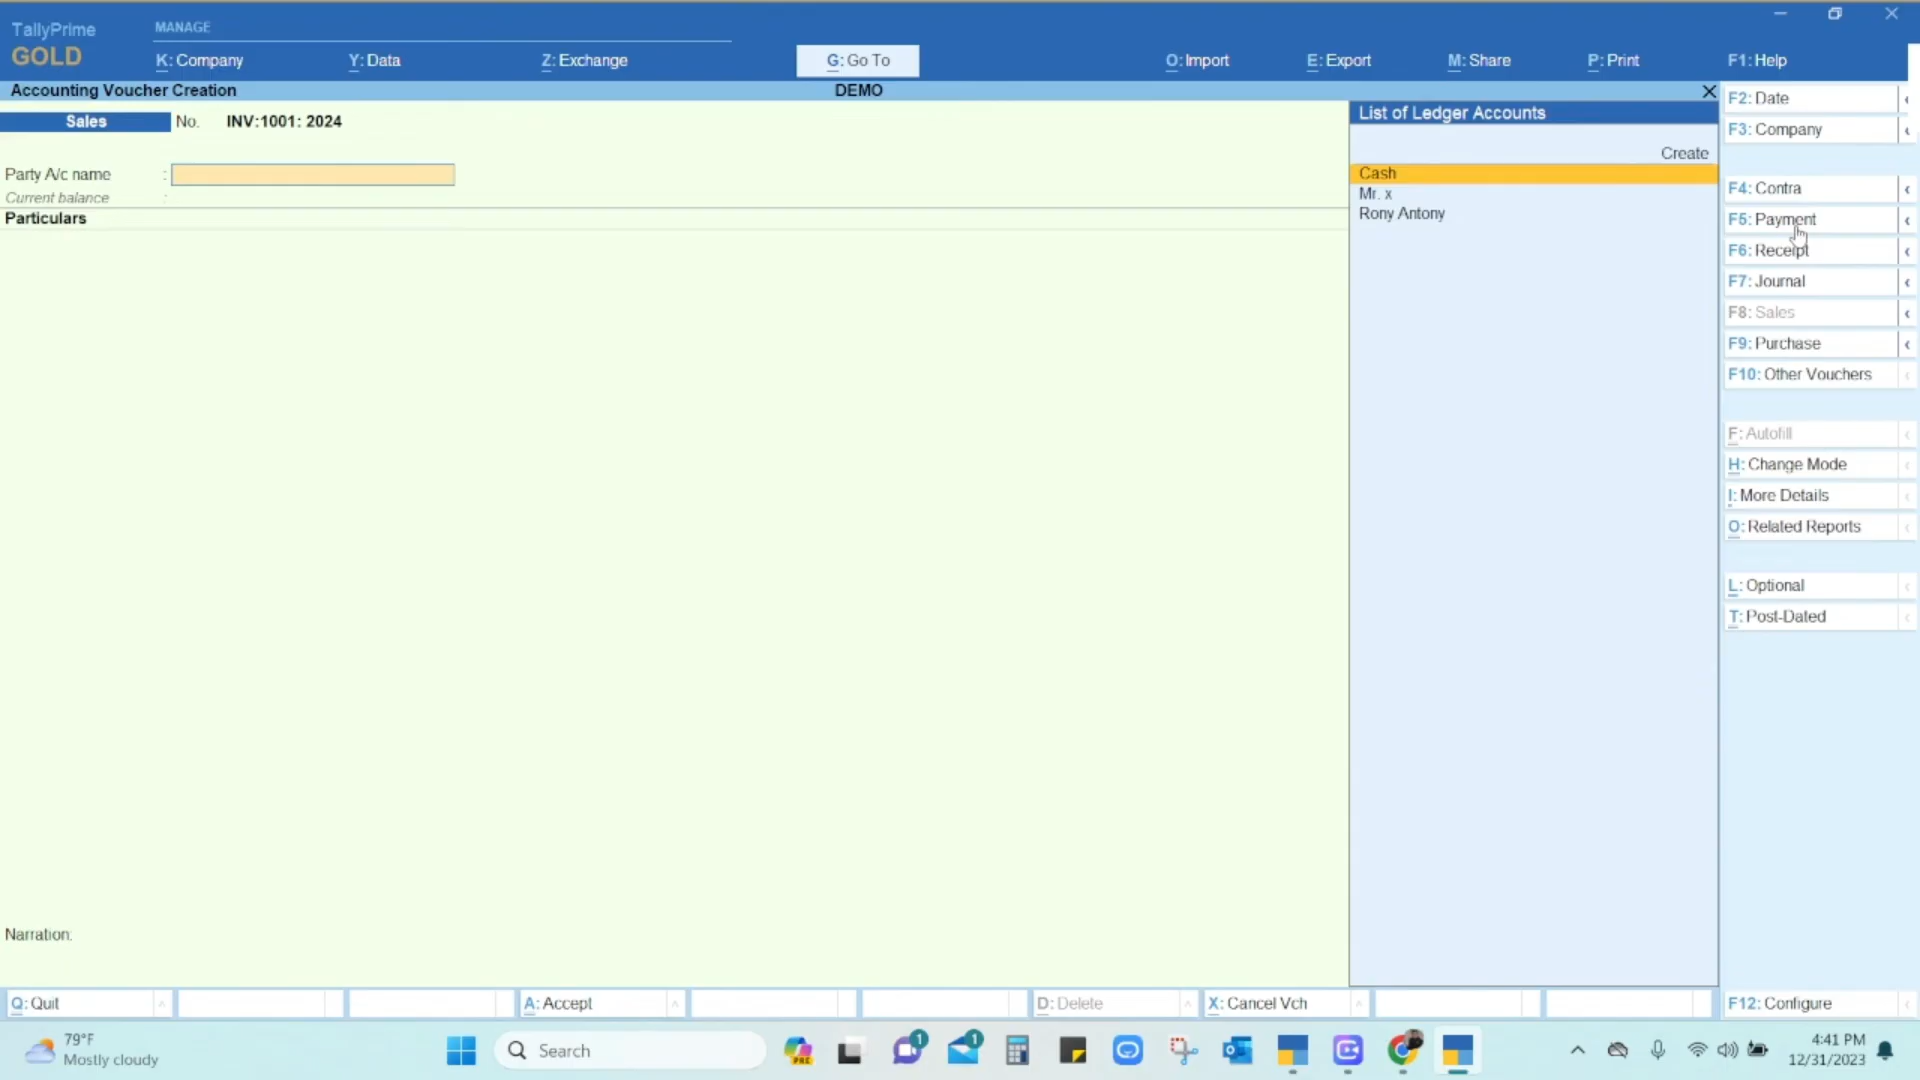 TallyPrime
GOLD
MANAGE
K: Company
Y: Data
Z: Exchange
G: Go To
O: Import
E: Export
M: Share
P: Print
F1: Help
Accounting Voucher Creation
DEMO
Sales
No.
INV:1001: 2024
Party A/c name :
Current balance :
Particulars
List of Ledger Accounts
Create
Cash
Mr. x
Rony Antony
F2: Date
F3: Company
F4: Contra
F5: Payment
F6: Receipt
F7: Journal
F8: Sales
F9: Purchase
F10: Other Vouchers
F: Autofill
H: Change Mode
I: More Details
O: Related Reports
L: Optional
T: Post-Dated
Narration:
Q: Quit
A: Accept
D: Delete
X: Cancel Vch
F12: Configure
79°F
Mostly cloudy
Search
PRE
1
1
4:41 PM
12/31/2023